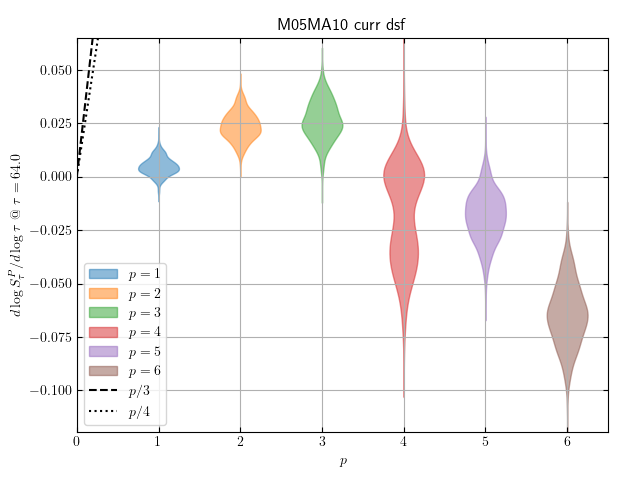 M05MA10 curr dsf
d log S_τ^P / d log τ @ τ = 64.0
0.050
0.025
0.000
−0.025
−0.050
−0.075
−0.100
p = 1
p = 2
p = 3
p = 4
p = 5
p = 6
p/3
p/4
0 1 2 3 4 5 6
p